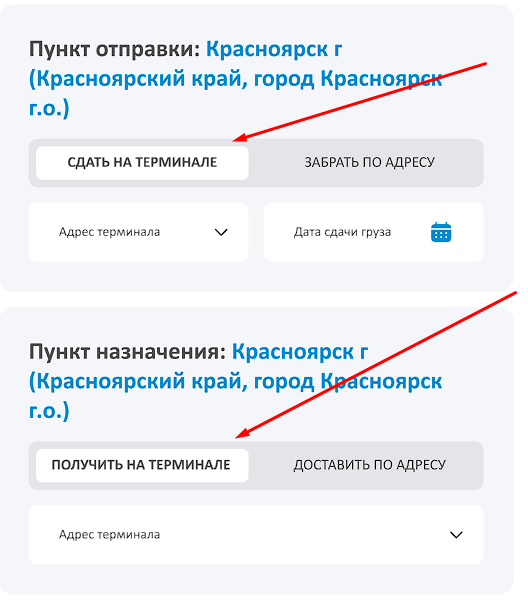 Пункт отправки: Красноярск г
(Красноярский край, город Красноярск
г.о.)
СДАТЬ НА ТЕРМИНАЛЕ ЗАБРАТЬ ПО АДРЕСУ
Адрес терминала Дата сдачи груза
Пункт назначения: Красноярск г
(Красноярский край, город Красноярск
г.о.)
ПОЛУЧИТЬ НА ТЕРМИНАЛЕ ДОСТАВИТЬ ПО АДРЕСУ
Адрес терминала